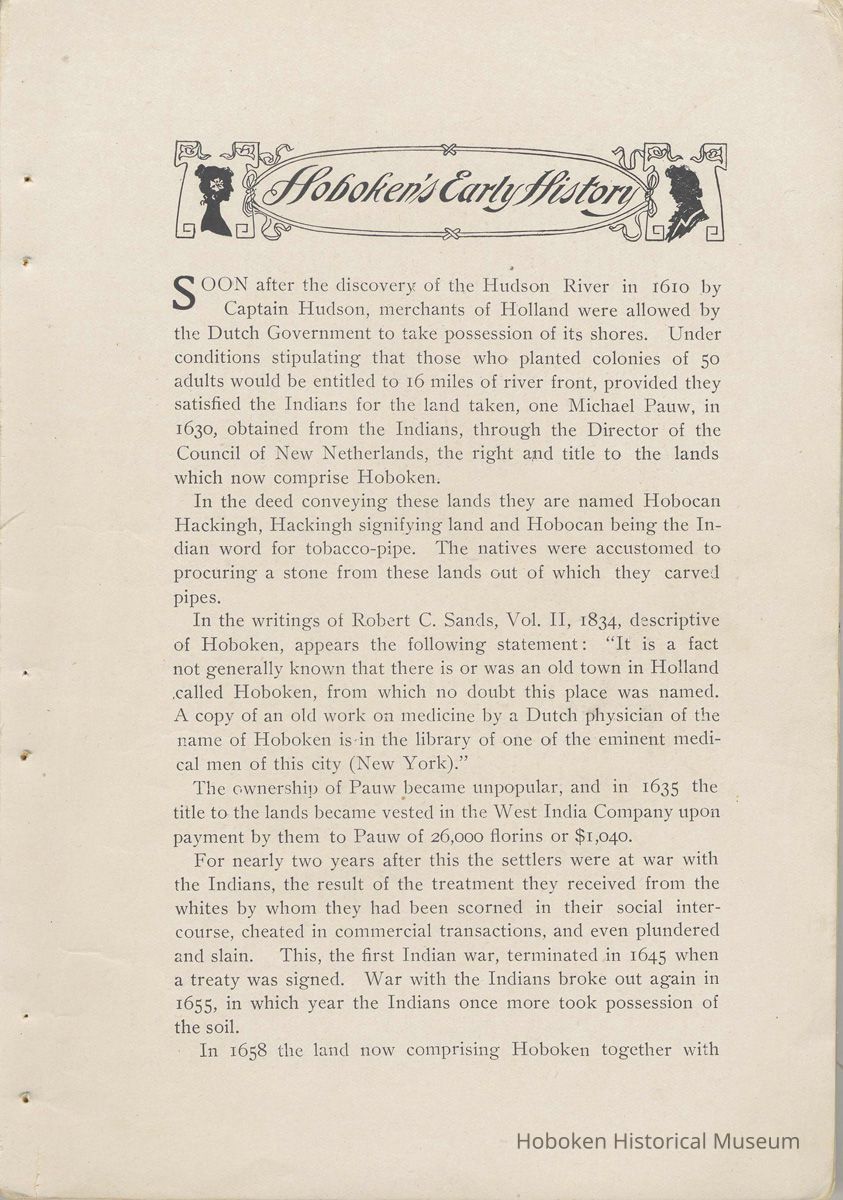 Hoboken's Early History
SOON after the discovery of the Hudson River in 1610 by
Captain Hudson, merchants of Holland were allowed by
the Dutch Government to take possession of its shores. Under
conditions stipulating that those who planted colonies of 50
adults would be entitled to 16 miles of river front, provided they
satisfied the Indians for the land taken, one Michael Pauw, in
1630, obtained from the Indians, through the Director of the
Council of New Netherlands, the right and title to the lands
which now comprise Hoboken.
In the deed conveying these lands they are named Hobocan
Hackingh, Hackingh signifying land and Hobocan being the In-
dian word for tobacco-pipe. The natives were accustomed to
procuring a stone from these lands out of which they carved
pipes.
In the writings of Robert C. Sands, Vol. II, 1834, descriptive
of Hoboken, appears the following statement: "It is a fact
not generally known that there is or was an old town in Holland
called Hoboken, from which no doubt this place was named.
A copy of an old work on medicine by a Dutch physician of the
name of Hoboken is in the library of one of the eminent medi-
cal men of this city (New York)."
The ownership of Pauw became unpopular, and in 1635 the
title to the lands became vested in the West India Company upon
payment by them to Pauw of 26,000 florins or $1,040.
For nearly two years after this the settlers were at war with
the Indians, the result of the treatment they received from the
whites by whom they had been scorned in their social inter-
course, cheated in commercial transactions, and even plundered
and slain. This, the first Indian war, terminated in 1645 when
a treaty was signed. War with the Indians broke out again in
1655, in which year the Indians once more took possession of
the soil.
In 1658 the land now comprising Hoboken together with
Hoboken Historical Museum